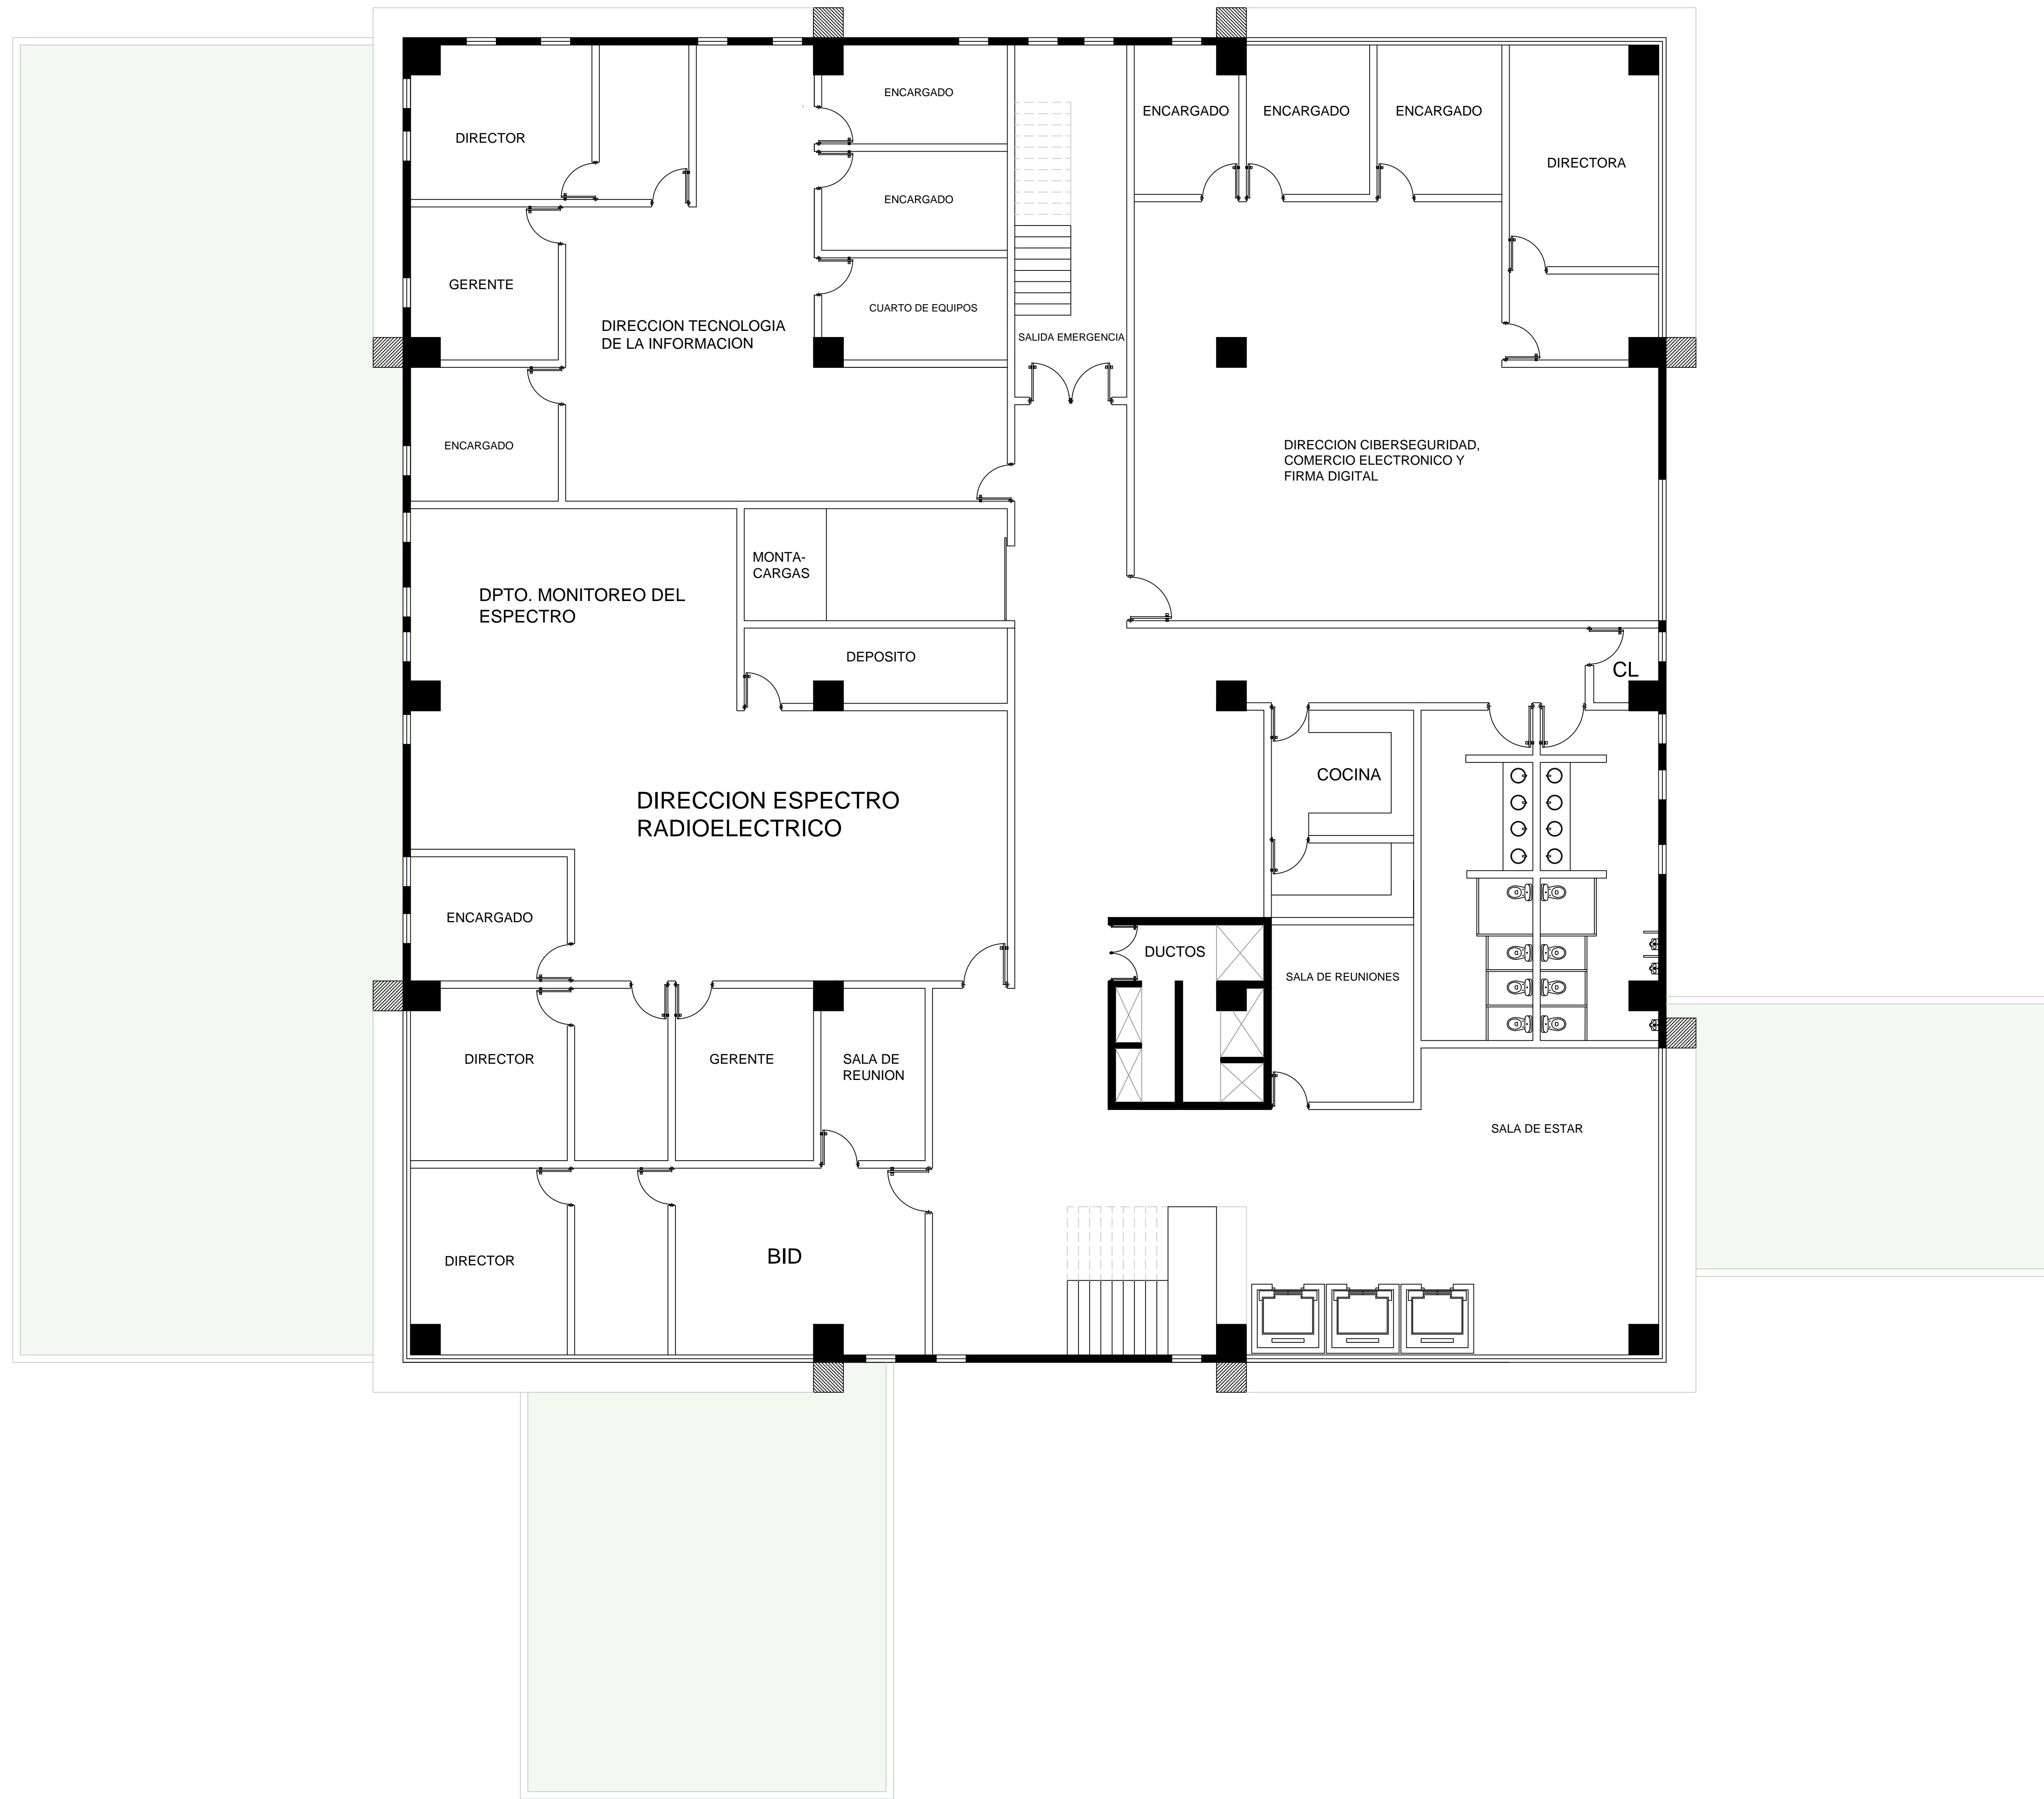 ENCARGADO
ENCARGADO
ENCARGADO
ENCARGADO
DIRECTOR
DIRECTORA
ENCARGADO
GERENTE
CUARTO DE EQUIPOS
DIRECCION TECNOLOGIA
DE LA INFORMACION
SALIDA EMERGENCIA
ENCARGADO
DIRECCION CIBERSEGURIDAD,
COMERCIO ELECTRONICO Y
FIRMA DIGITAL
MONTA-
CARGAS
DPTO. MONITOREO DEL
ESPECTRO
DEPOSITO
CL
COCINA
DIRECCION ESPECTRO
RADIOELECTRICO
ENCARGADO
DUCTOS
SALA DE REUNIONES
DIRECTOR
GERENTE
SALA DE
REUNION
SALA DE ESTAR
DIRECTOR
BID